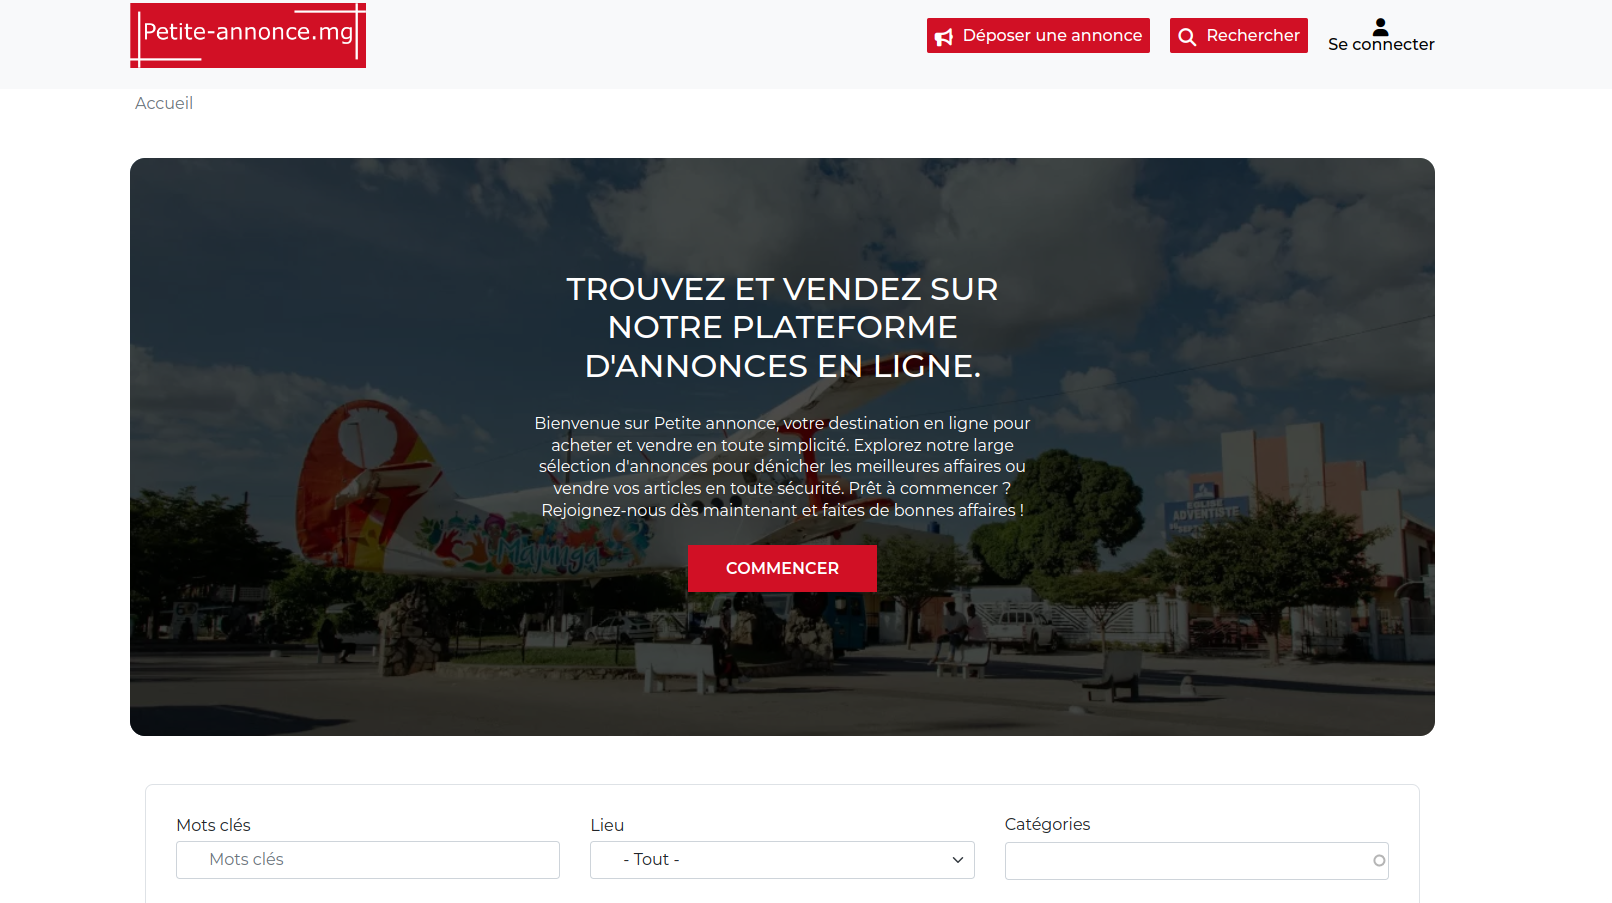 Petite-annonce.mg
Déposer une annonce
Rechercher
Se connecter
Accueil
TROUVEZ ET VENDEZ SUR
NOTRE PLATEFORME
D'ANNONCES EN LIGNE.
Bienvenue sur Petite annonce, votre destination en ligne pour
acheter et vendre en toute simplicité. Explorez notre large
sélection d'annonces pour dénicher les meilleures affaires ou
vendre vos articles en toute sécurité. Prêt à commencer ?
Rejoignez-nous dès maintenant et faites de bonnes affaires !
COMMENCER
Majunga
EGLISE
ADVENTISTE
Mots clés
Lieu
Catégories
Mots clés
- Tout -